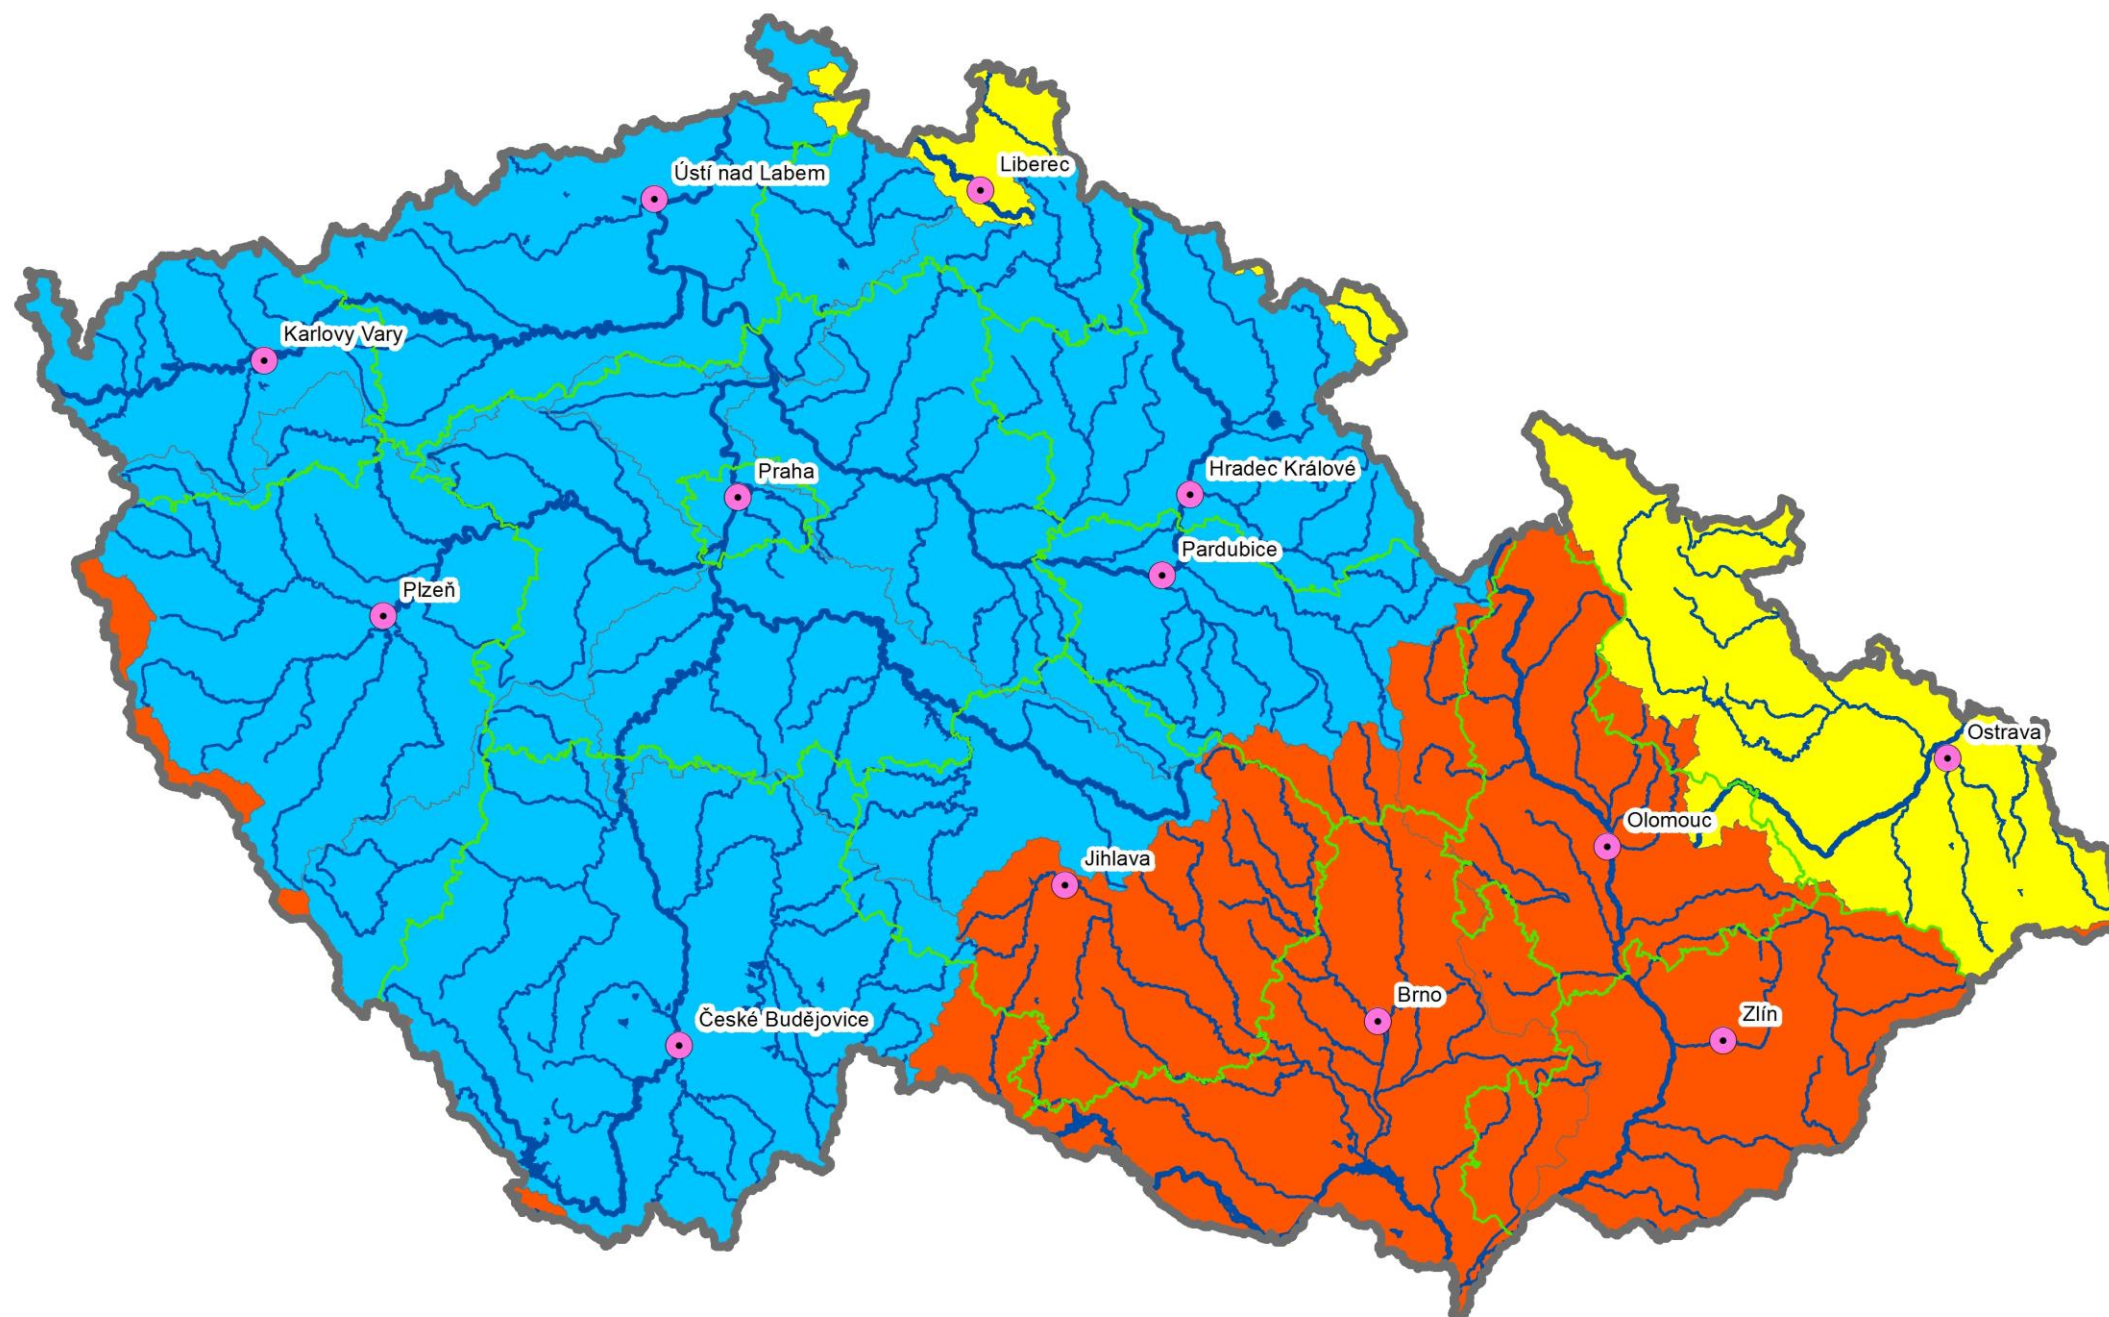 Ústí nad Labem
Liberec
Karlovy Vary
Praha
Hradec Králové
Pardubice
Plzeň
Ostrava
Olomouc
Jihlava
Brno
České Budějovice
Zlín